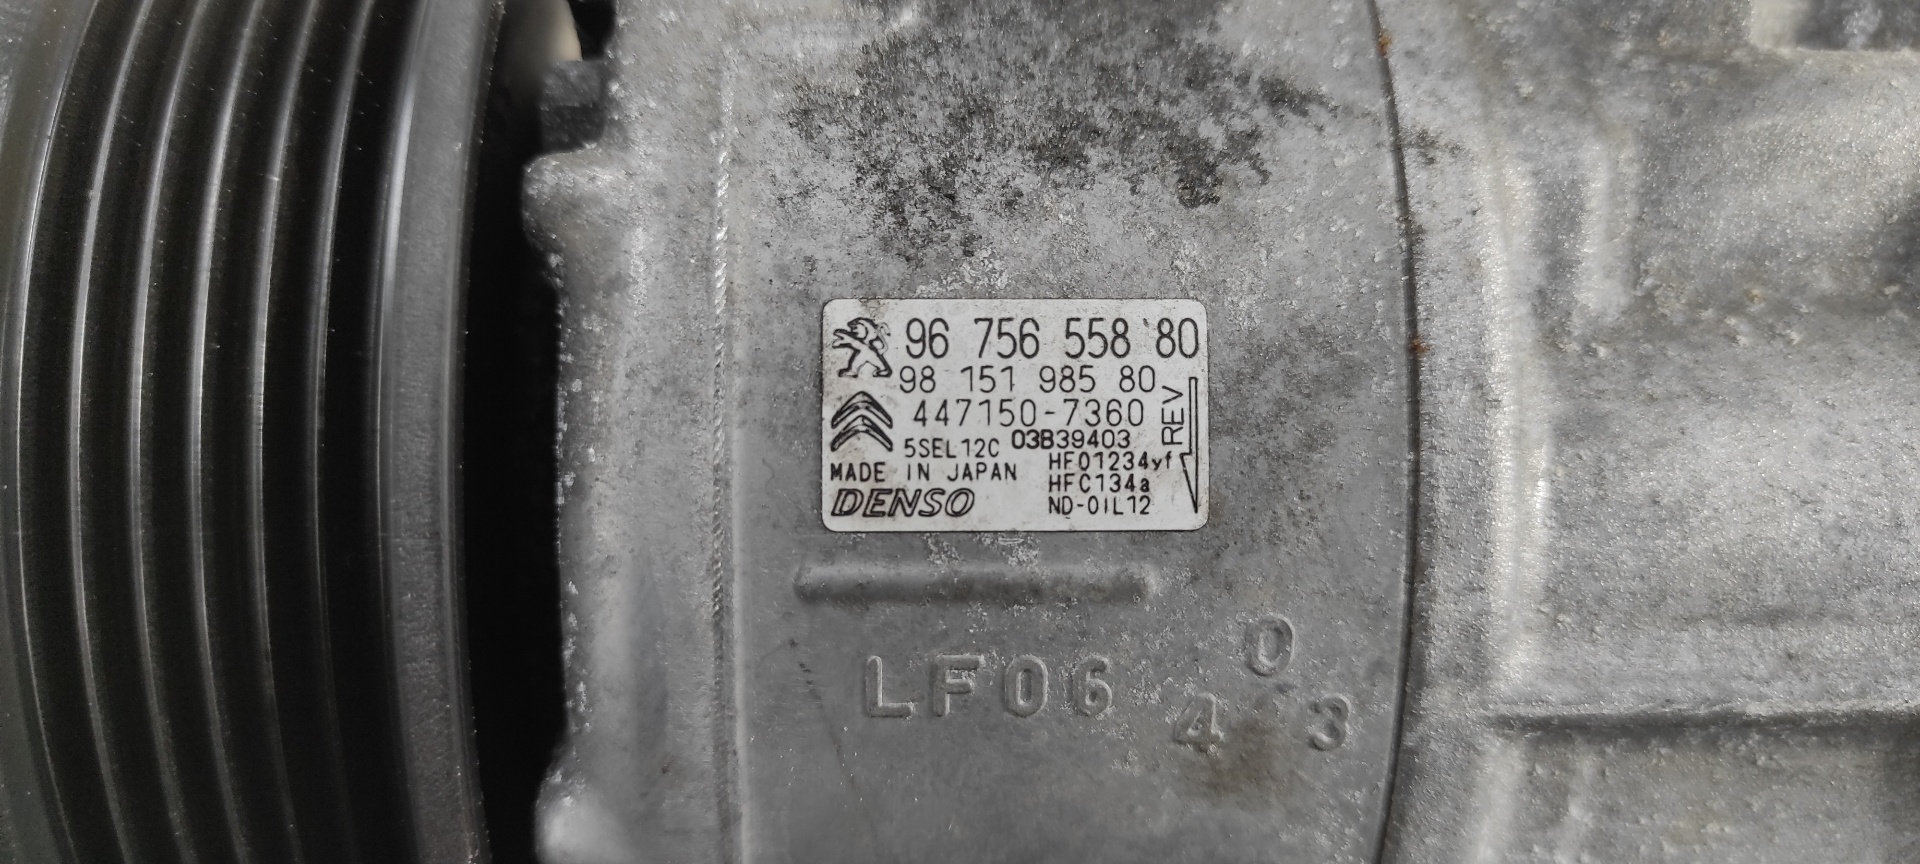 96 756 558 80
98 151 985 80
447150-7360
REV
5SEL12C 03B39403
MADE IN JAPAN HF01234yf
HFC134a
DENSO ND-OIL12
LF06
0
4 3